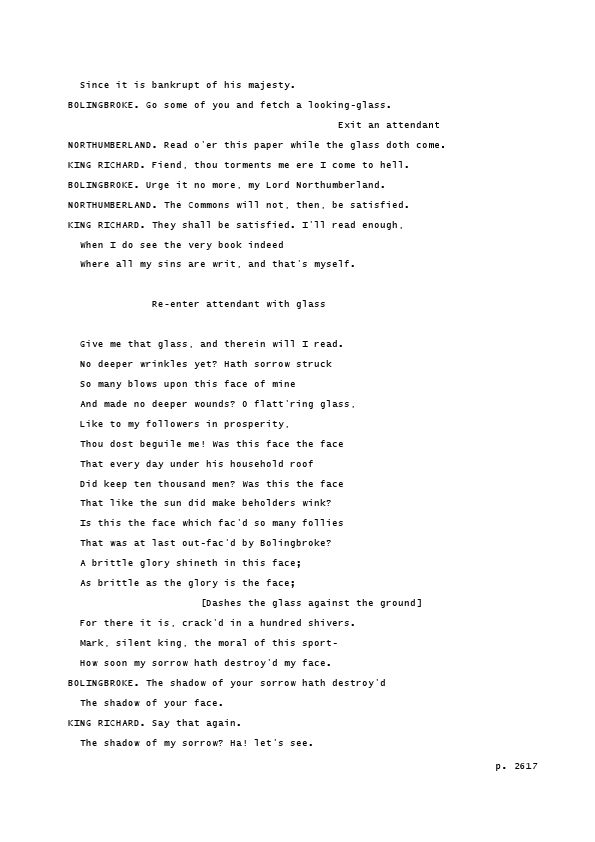 Since it is bankrupt of his majesty.
BOLINGBROKE. Go some of you and fetch a looking-glass.
Exit an attendant
NORTHUMBERLAND. Read o'er this paper while the glass doth come.
KING RICHARD. Fiend, thou torments me ere I come to hell.
BOLINGBROKE. Urge it no more, my Lord Northumberland.
NORTHUMBERLAND. The Commons will not, then, be satisfied.
KING RICHARD. They shall be satisfied. I'll read enough,
When I do see the very book indeed
Where all my sins are writ, and that's myself.
Re-enter attendant with glass
Give me that glass, and therein will I read.
No deeper wrinkles yet? Hath sorrow struck
So many blows upon this face of mine
And made no deeper wounds? O flatt'ring glass,
Like to my followers in prosperity,
Thou dost beguile me! Was this face the face
That every day under his household roof
Did keep ten thousand men? Was this the face
That like the sun did make beholders wink?
Is this the face which fac'd so many follies
That was at last out-fac'd by Bolingbroke?
A brittle glory shineth in this face;
As brittle as the glory is the face;
[Dashes the glass against the ground]
For there it is, crack'd in a hundred shivers.
Mark, silent king, the moral of this sport-
How soon my sorrow hath destroy'd my face.
BOLINGBROKE. The shadow of your sorrow hath destroy'd
The shadow of your face.
KING RICHARD. Say that again.
The shadow of my sorrow? Ha! let's see.
p. 2617